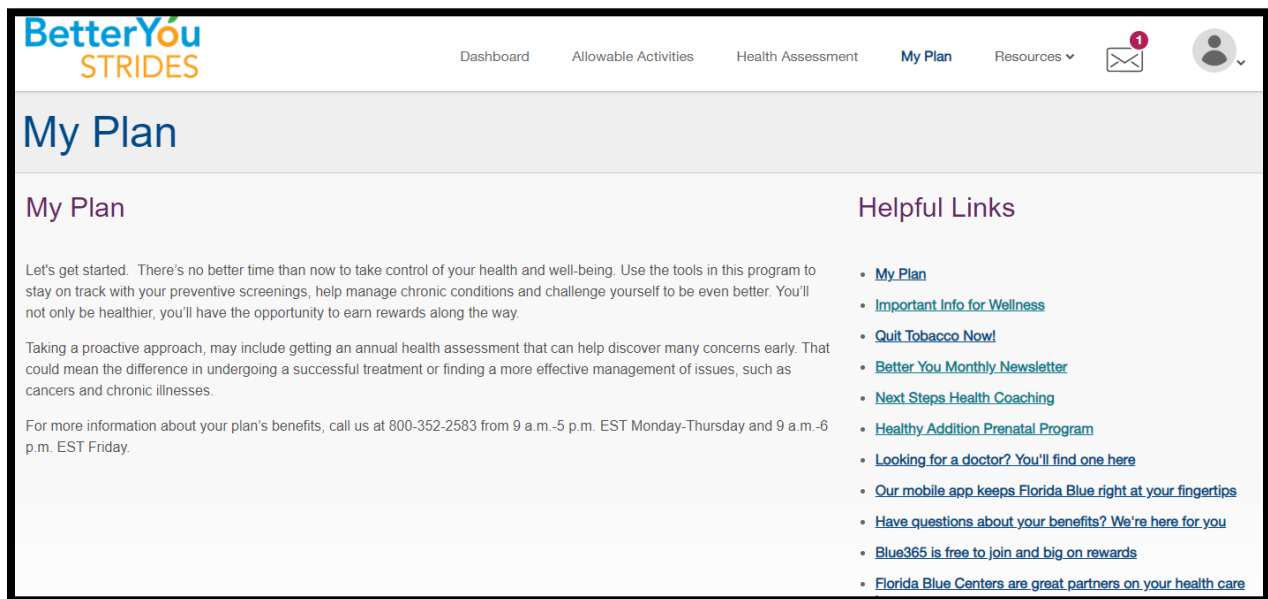 BetterYou
STRIDES
Dashboard Allowable Activities Health Assessment My Plan Resources 1
My Plan
My Plan
Let's get started.  There's no better time than now to take control of your health and well-being. Use the tools in this program to
stay on track with your preventive screenings, help manage chronic conditions and challenge yourself to be even better. You'll
not only be healthier, you'll have the opportunity to earn rewards along the way.
Taking a proactive approach, may include getting an annual health assessment that can help discover many concerns early. That
could mean the difference in undergoing a successful treatment or finding a more effective management of issues, such as
cancers and chronic illnesses.
For more information about your plan's benefits, call us at 800-352-2583 from 9 a.m.-5 p.m. EST Monday-Thursday and 9 a.m.-6
p.m. EST Friday.
Helpful Links
My Plan
Important Info for Wellness
Quit Tobacco Now!
Better You Monthly Newsletter
Next Steps Health Coaching
Healthy Addition Prenatal Program
Looking for a doctor? You'll find one here
Our mobile app keeps Florida Blue right at your fingertips
Have questions about your benefits? We're here for you
Blue365 is free to join and big on rewards
Florida Blue Centers are great partners on your health care